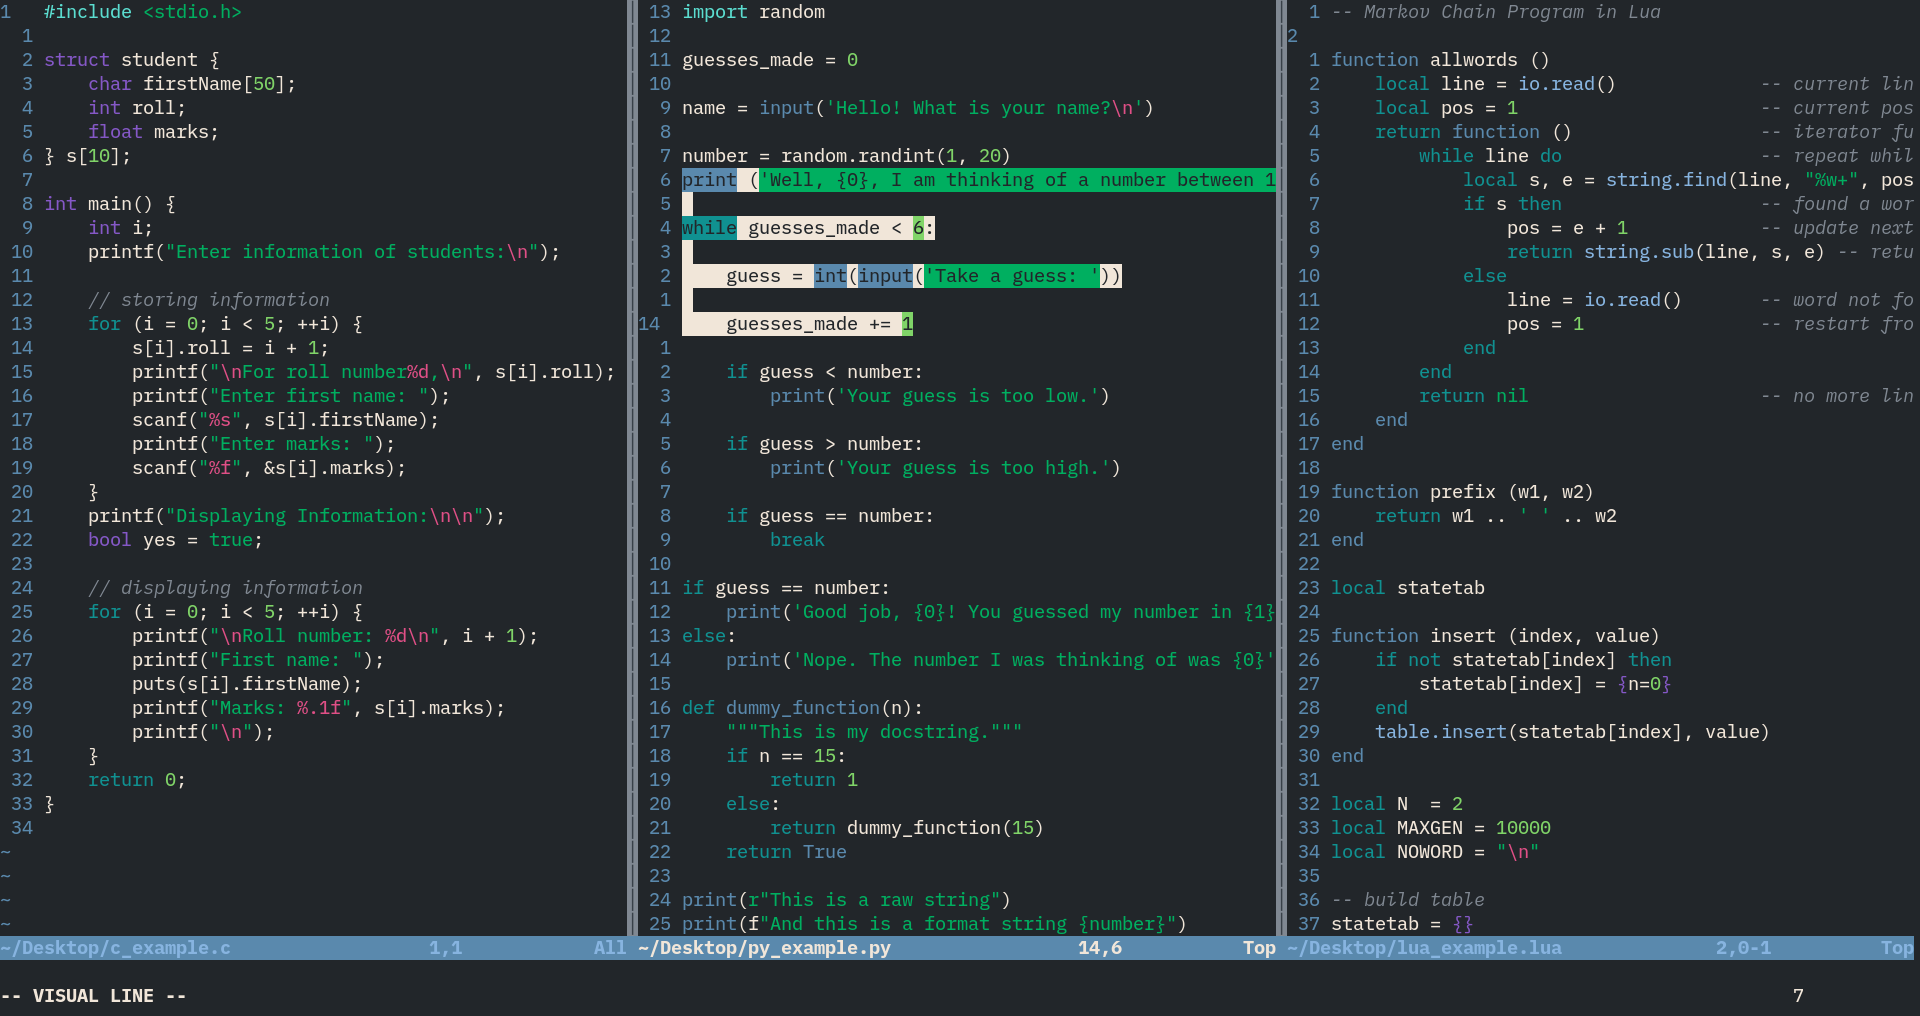 1   #include <stdio.h>
  1
  2 struct student {
  3     char firstName[50];
  4     int roll;
  5     float marks;
  6 } s[10];
  7
  8 int main() {
  9     int i;
 10     printf("Enter information of students:\n");
 11
 12     // storing information
 13     for (i = 0; i < 5; ++i) {
 14         s[i].roll = i + 1;
 15         printf("\nFor roll number%d,\n", s[i].roll);
 16         printf("Enter first name: ");
 17         scanf("%s", s[i].firstName);
 18         printf("Enter marks: ");
 19         scanf("%f", &s[i].marks);
 20     }
 21     printf("Displaying Information:\n\n");
 22     bool yes = true;
 23
 24     // displaying information
 25     for (i = 0; i < 5; ++i) {
 26         printf("\nRoll number: %d\n", i + 1);
 27         printf("First name: ");
 28         puts(s[i].firstName);
 29         printf("Marks: %.1f", s[i].marks);
 30         printf("\n");
 31     }
 32     return 0;
 33 }
 34
~
~
~
~
~/Desktop/c_example.c                  1,1            All
 13 import random
 12
 11 guesses_made = 0
 10
  9 name = input('Hello! What is your name?\n')
  8
  7 number = random.randint(1, 20)
  6 print ('Well, {0}, I am thinking of a number between 1
  5
  4 while guesses_made < 6:
  3
  2     guess = int(input('Take a guess: '))
  1
14      guesses_made += 1
  1
  2     if guess < number:
  3         print('Your guess is too low.')
  4
  5     if guess > number:
  6         print('Your guess is too high.')
  7
  8     if guess == number:
  9         break
 10
 11 if guess == number:
 12     print('Good job, {0}! You guessed my number in {1}
 13 else:
 14     print('Nope. The number I was thinking of was {0}'
 15
 16 def dummy_function(n):
 17     """This is my docstring."""
 18     if n == 15:
 19         return 1
 20     else:
 21         return dummy_function(15)
 22     return True
 23
 24 print(r"This is a raw string")
 25 print(f"And this is a format string {number}")
~/Desktop/py_example.py                 14,6           Top
  1 -- Markov Chain Program in Lua
2
  1 function allwords ()
  2     local line = io.read()             -- current lin
  3     local pos = 1                      -- current pos
  4     return function ()                 -- iterator fu
  5         while line do                  -- repeat whil
  6             local s, e = string.find(line, "%w+", pos
  7             if s then                  -- found a wor
  8                 pos = e + 1            -- update next
  9                 return string.sub(line, s, e) -- retu
 10             else
 11                 line = io.read()       -- word not fo
 12                 pos = 1                -- restart fro
 13             end
 14         end
 15         return nil                     -- no more lin
 16     end
 17 end
 18
 19 function prefix (w1, w2)
 20     return w1 .. ' ' .. w2
 21 end
 22
 23 local statetab
 24
 25 function insert (index, value)
 26     if not statetab[index] then
 27         statetab[index] = {n=0}
 28     end
 29     table.insert(statetab[index], value)
 30 end
 31
 32 local N  = 2
 33 local MAXGEN = 10000
 34 local NOWORD = "\n"
 35
 36 -- build table
 37 statetab = {}
~/Desktop/lua_example.lua              2,0-1          Top
-- VISUAL LINE --                                        7